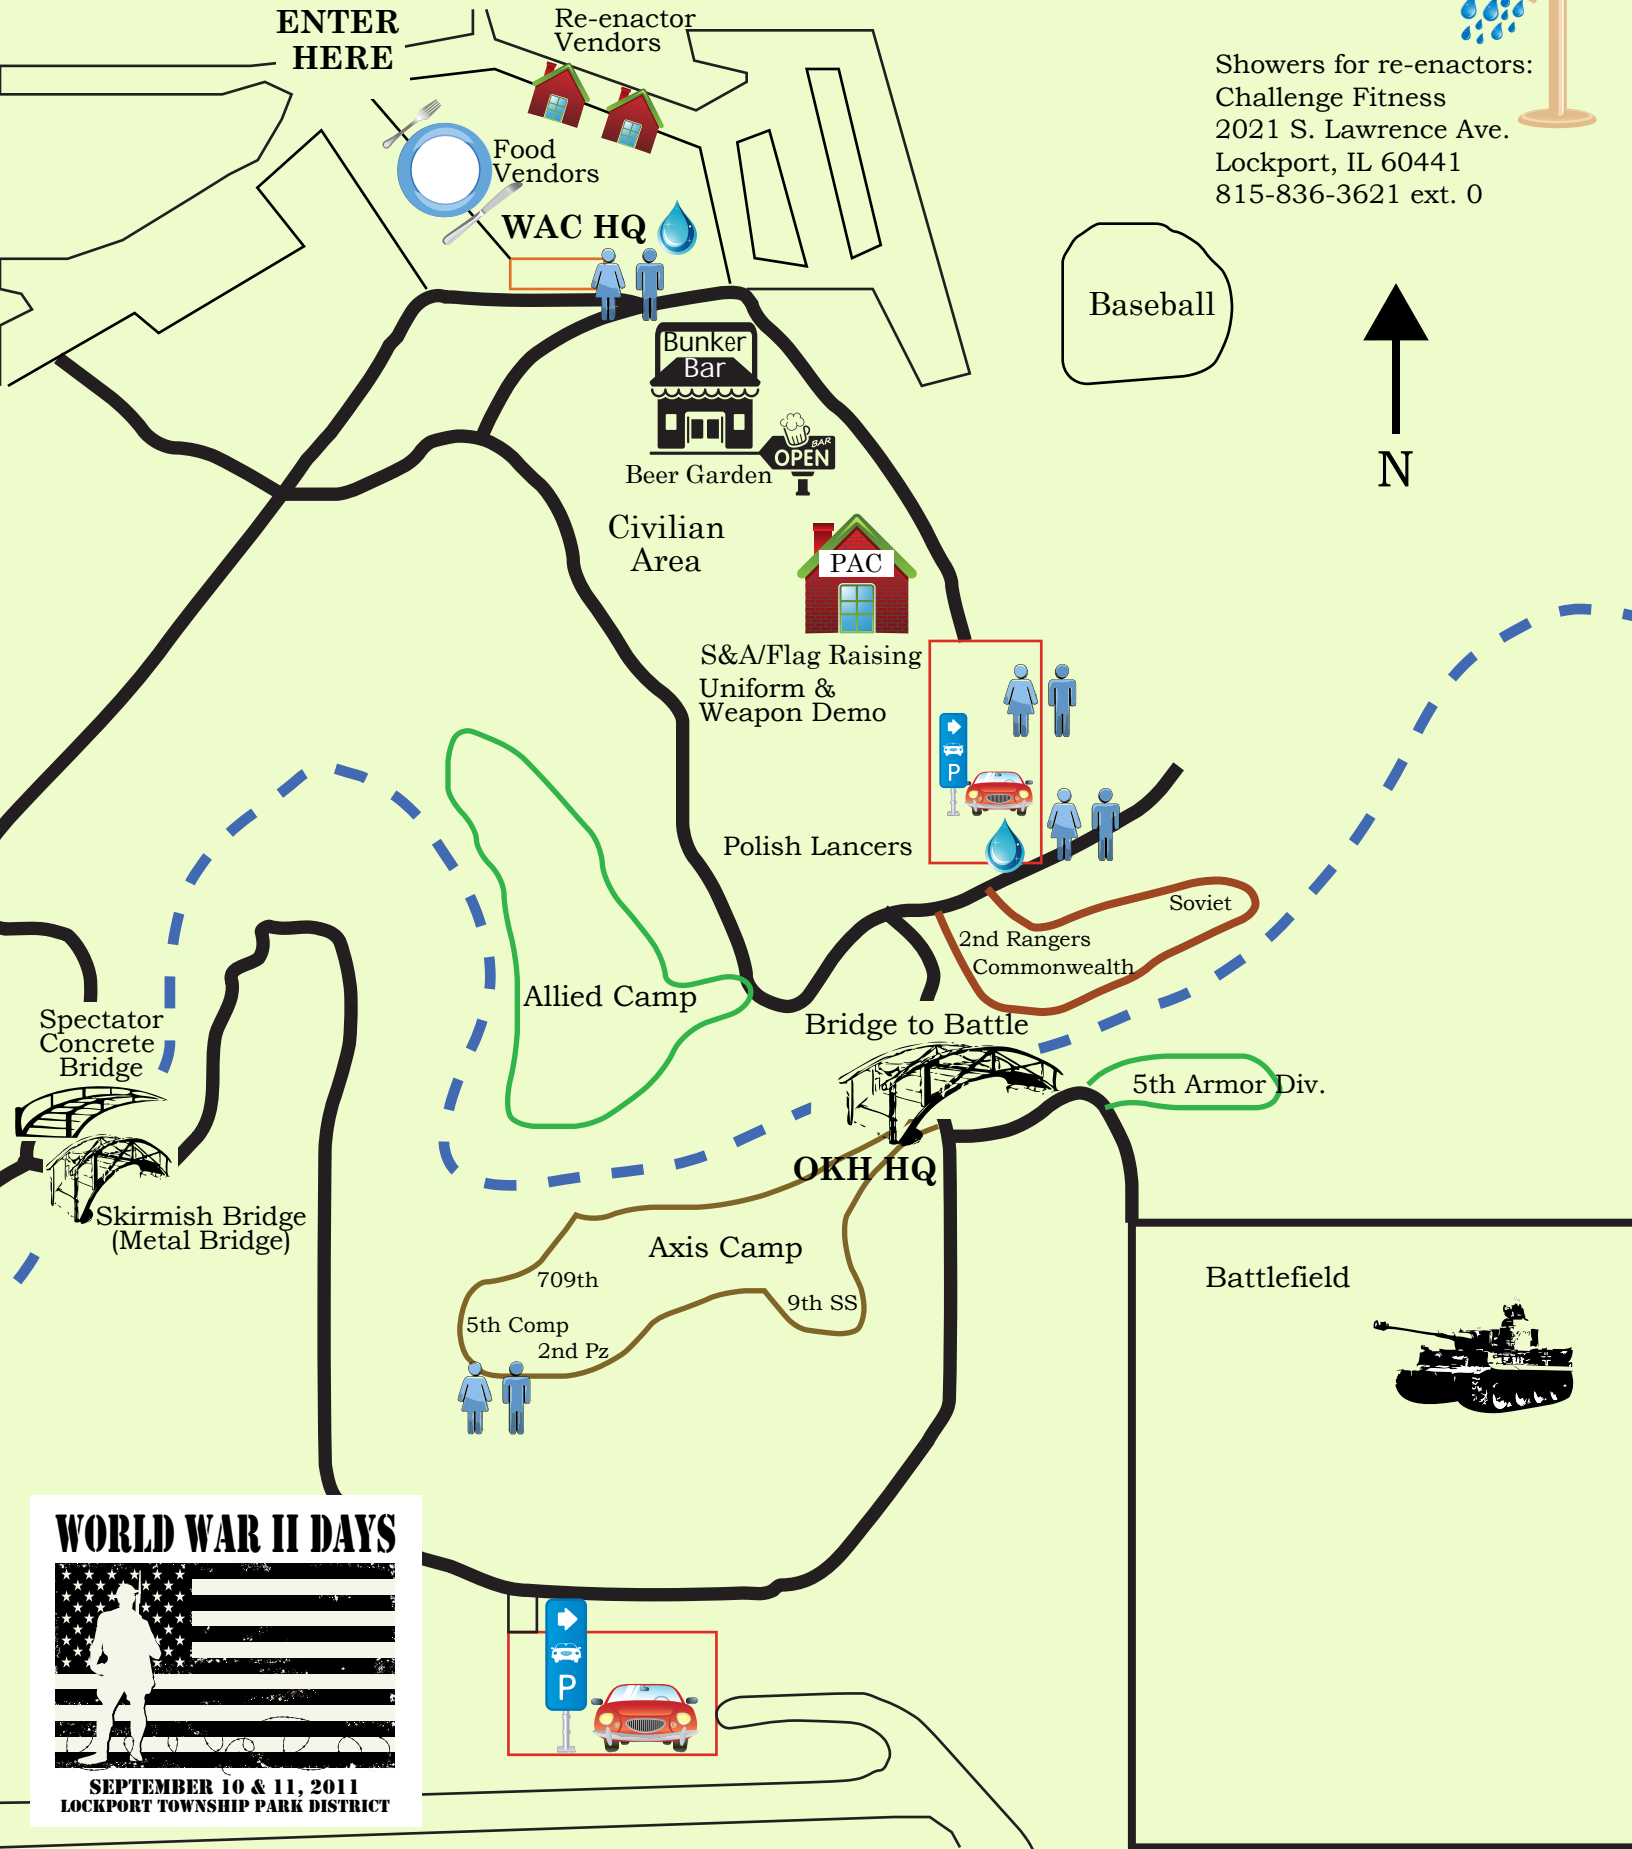 ENTER
HERE
Re-enactor
Vendors
Food
Vendors
WAC HQ
Showers for re-enactors:
Challenge Fitness
2021 S. Lawrence Ave.
Lockport, IL 60441
815-836-3621 ext. 0
Baseball
N
Bunker
Bar
BAR
OPEN
Beer Garden
Civilian
Area
PAC
S&A/Flag Raising
Uniform &
Weapon Demo
P
Polish Lancers
Soviet
2nd Rangers
Commonwealth
Allied Camp
Bridge to Battle
Spectator
Concrete
Bridge
5th Armor Div.
OKH HQ
Skirmish Bridge
(Metal Bridge)
Axis Camp
709th
9th SS
5th Comp
2nd Pz
Battlefield
P
WORLD WAR II DAYS
SEPTEMBER 10 & 11, 2011
LOCKPORT TOWNSHIP PARK DISTRICT